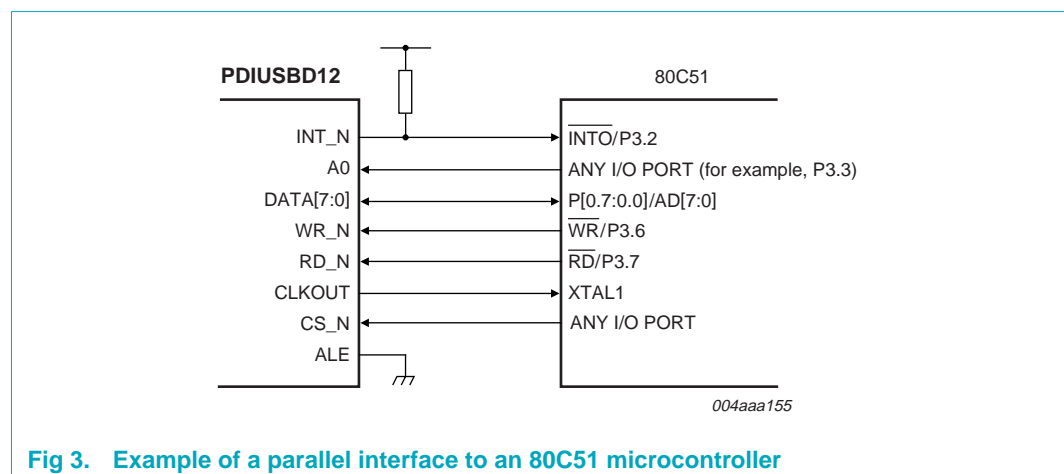 PDIUSBD12
80C51
INT_N
INTO/P3.2
A0
ANY I/O PORT (for example, P3.3)
DATA[7:0]
P[0.7:0.0]/AD[7:0]
WR_N
WR/P3.6
RD_N
RD/P3.7
CLKOUT
XTAL1
CS_N
ANY I/O PORT
ALE
004aaa155
Fig 3. Example of a parallel interface to an 80C51 microcontroller